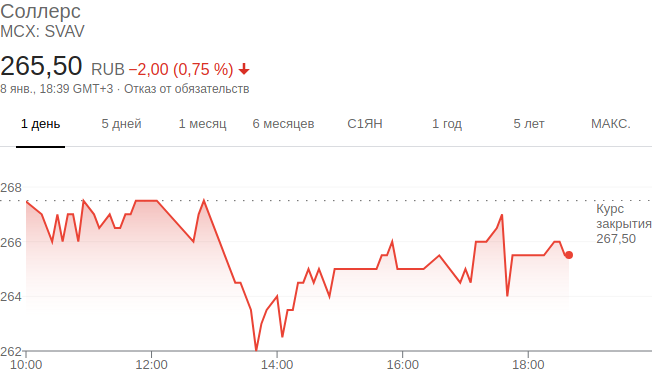 Соллерс
MCX: SVAV
265,50 RUB −2,00 (0,75 %)
8 янв., 18:39 GMT+3 · Отказ от обязательств
1 день 5 дней 1 месяц 6 месяцев С1ЯН 1 год 5 лет МАКС.
268
Курс
закрытия
267,50
266
264
262
10:00 12:00 14:00 16:00 18:00